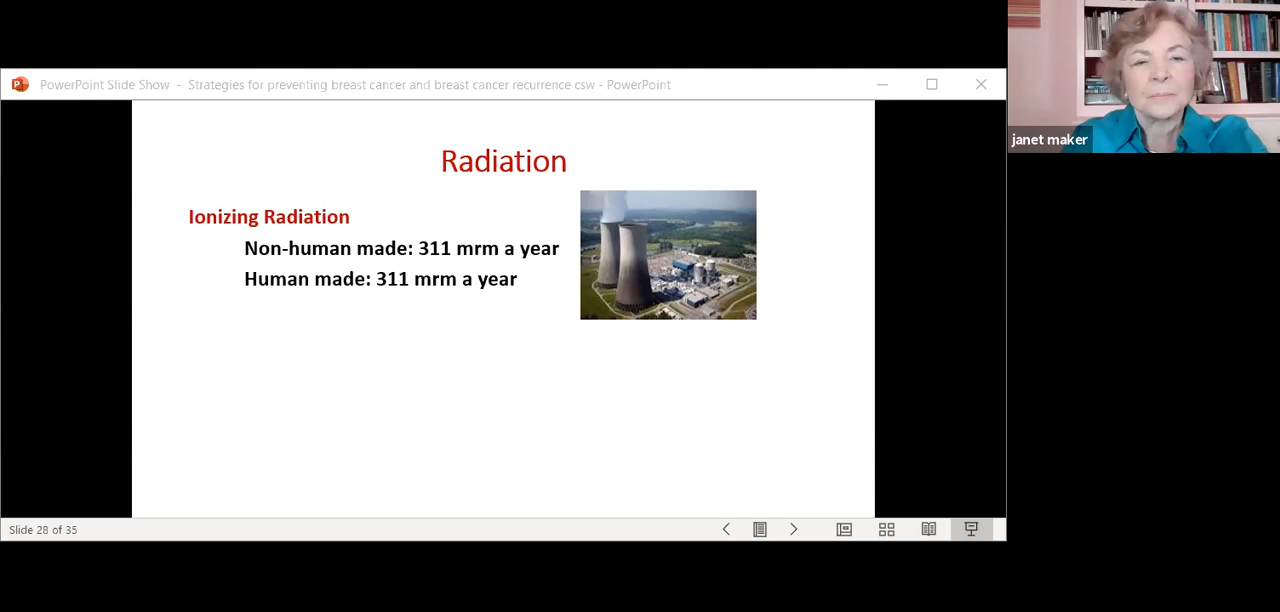 PowerPoint Slide Show - Strategies for preventing breast cancer and breast cancer recurrence csw - PowerPoint
janet maker
Radiation
Ionizing Radiation
Non-human made: 311 mrm a year
Human made: 311 mrm a year
Slide 28 of 35